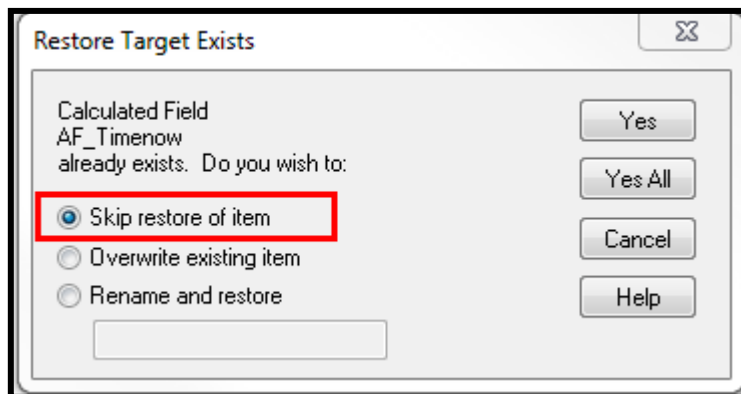 Restore Target Exists
Calculated Field
AF_Timenow
already exists.  Do you wish to:
Skip restore of item
Overwrite existing item
Rename and restore
Yes
Yes All
Cancel
Help